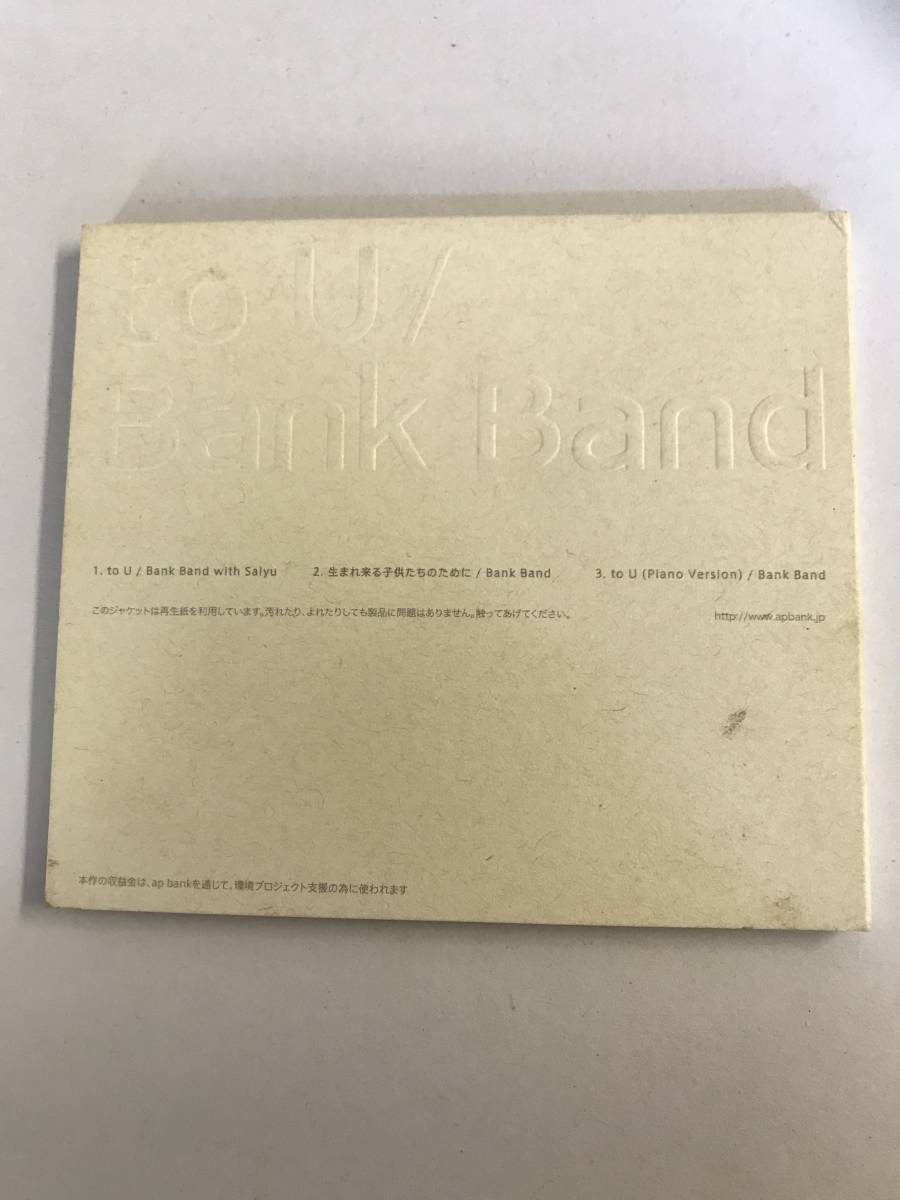 to U /
Bank Band
1. to U / Bank Band with Salyu 2. 生まれ来る子供たちのために / Bank Band 3. to U (Piano Version) / Bank Band
このジャケットは再生紙を利用しています。汚れたり、よれたりしても製品に問題はありません。触ってあげてください。 http://www.apbank.jp
本作の収益金は、ap bankを通じて、環境プロジェクト支援の為に使われます